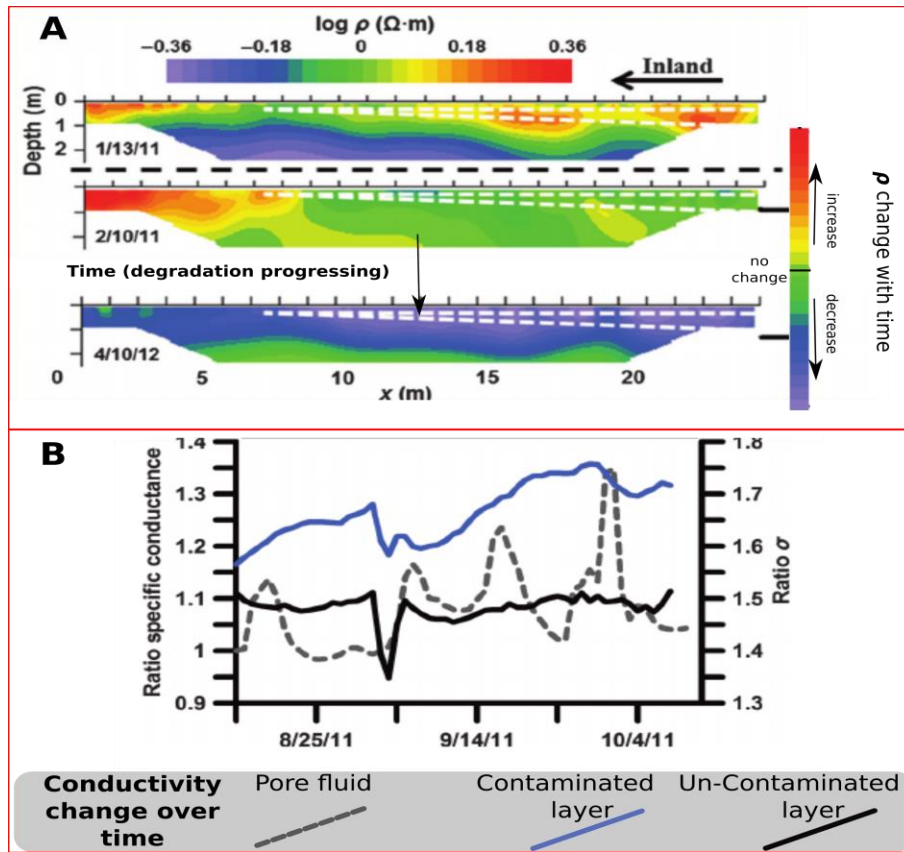 A
log ρ (Ω·m)
−0.36 −0.18 0 0.18 0.36
Inland
Depth (m)
0
1
2
1/13/11
2/10/11
Time (degradation progressing)
4/10/12
0 5 10 15 20
x (m)
increase
no
change
decrease
ρ change with time
B
Ratio specific conductance
1.4
1.3
1.2
1.1
1
0.9
1.8
1.7
1.6
1.5
1.4
1.3
Ratio σ
8/25/11 9/14/11 10/4/11
Conductivity
change over
time
Pore fluid
Contaminated
layer
Un-Contaminated
layer